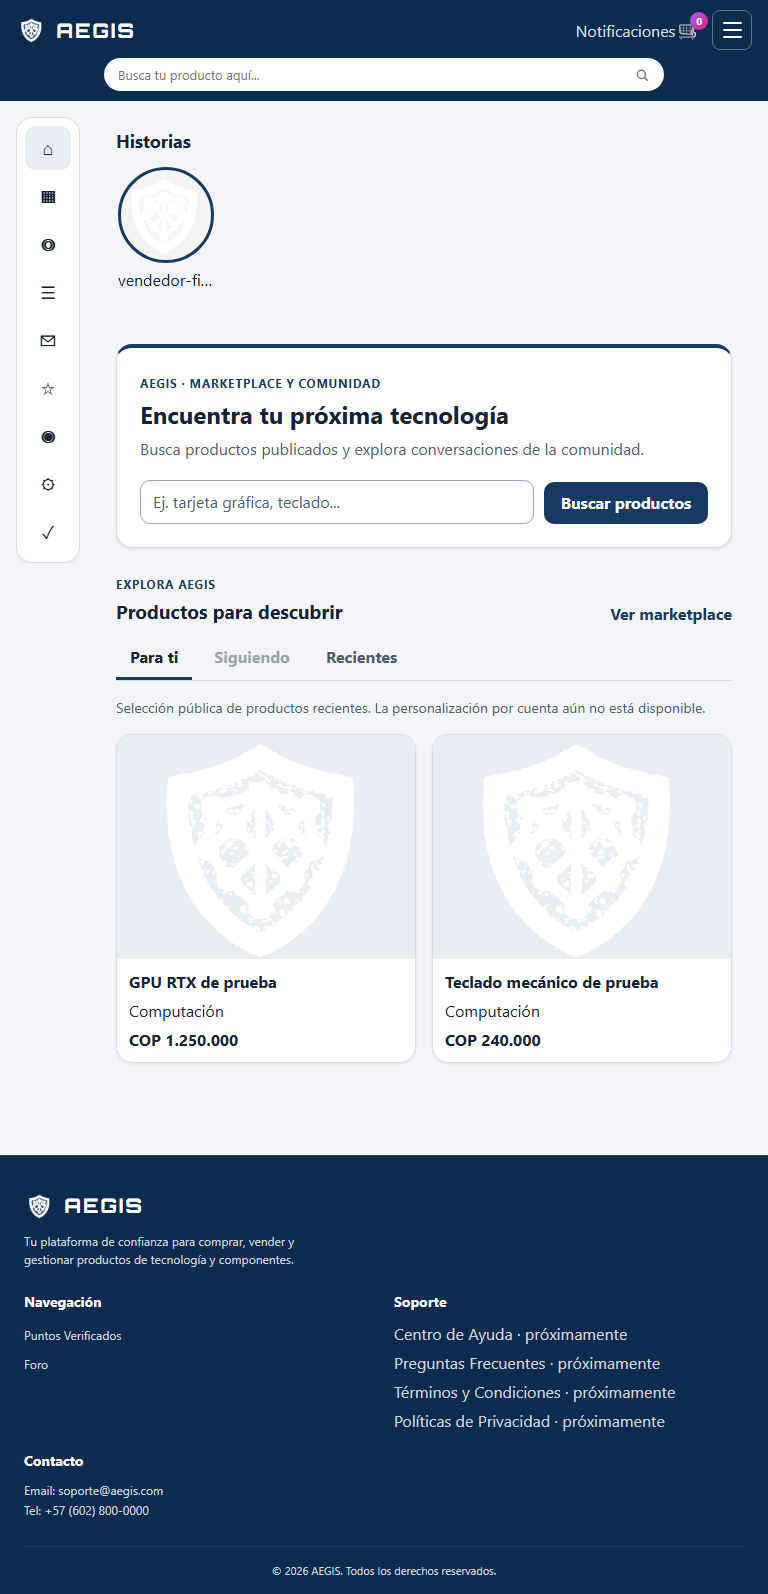 AEGIS
Notificaciones
0
Busca tu producto aquí...
Historias
vendedor-fi...
AEGIS · MARKETPLACE Y COMUNIDAD
Encuentra tu próxima tecnología
Busca productos publicados y explora conversaciones de la comunidad.
Ej. tarjeta gráfica, teclado...
Buscar productos
EXPLORA AEGIS
Productos para descubrir
Ver marketplace
Para ti
Siguiendo
Recientes
Selección pública de productos recientes. La personalización por cuenta aún no está disponible.
GPU RTX de prueba
Computación
COP 1.250.000
Teclado mecánico de prueba
Computación
COP 240.000
AEGIS
Tu plataforma de confianza para comprar, vender y
gestionar productos de tecnología y componentes.
Navegación
Puntos Verificados
Foro
Soporte
Centro de Ayuda · próximamente
Preguntas Frecuentes · próximamente
Términos y Condiciones · próximamente
Políticas de Privacidad · próximamente
Contacto
Email: soporte@aegis.com
Tel: +57 (602) 800-0000
© 2026 AEGIS. Todos los derechos reservados.